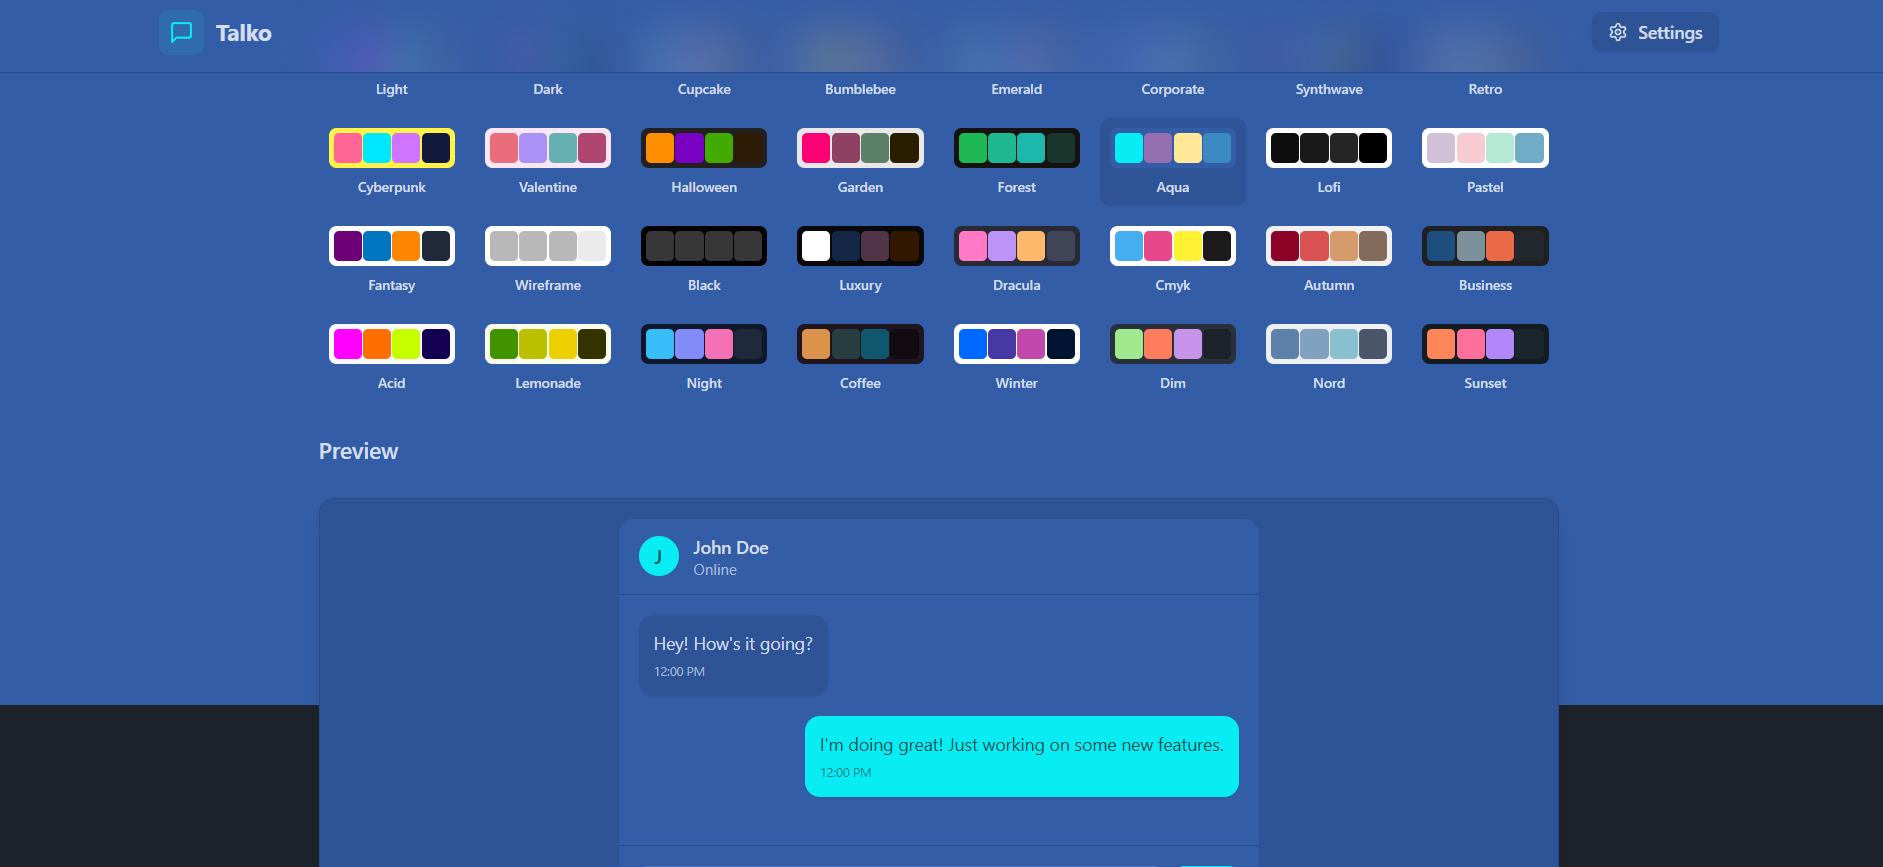 Talko
Settings
Light Dark Cupcake Bumblebee Emerald Corporate Synthwave Retro
Cyberpunk Valentine Halloween Garden Forest Aqua Lofi Pastel
Fantasy Wireframe Black Luxury Dracula Cmyk Autumn Business
Acid Lemonade Night Coffee Winter Dim Nord Sunset
Preview
J
John Doe
Online
Hey! How's it going?
12:00 PM
I'm doing great! Just working on some new features.
12:00 PM